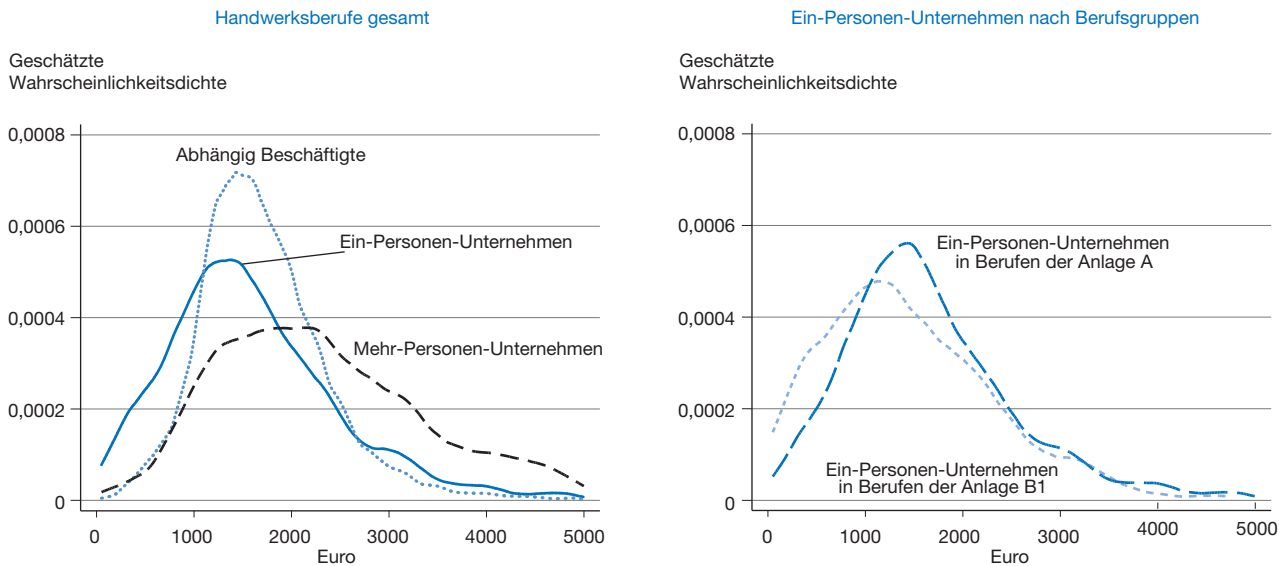 Handwerksberufe gesamt
Geschätzte
Wahrscheinlichkeitsdichte
0,0008
Abhängig Beschäftigte
0,0006
Ein-Personen-Unternehmen
0,0004
Mehr-Personen-Unternehmen
0,0002
0
0 1000 2000 3000 4000 5000
Euro
Ein-Personen-Unternehmen nach Berufsgruppen
Geschätzte
Wahrscheinlichkeitsdichte
0,0008
0,0006
Ein-Personen-Unternehmen
in Berufen der Anlage A
0,0004
0,0002
Ein-Personen-Unternehmen
in Berufen der Anlage B1
0
0 1000 2000 3000 4000 5000
Euro